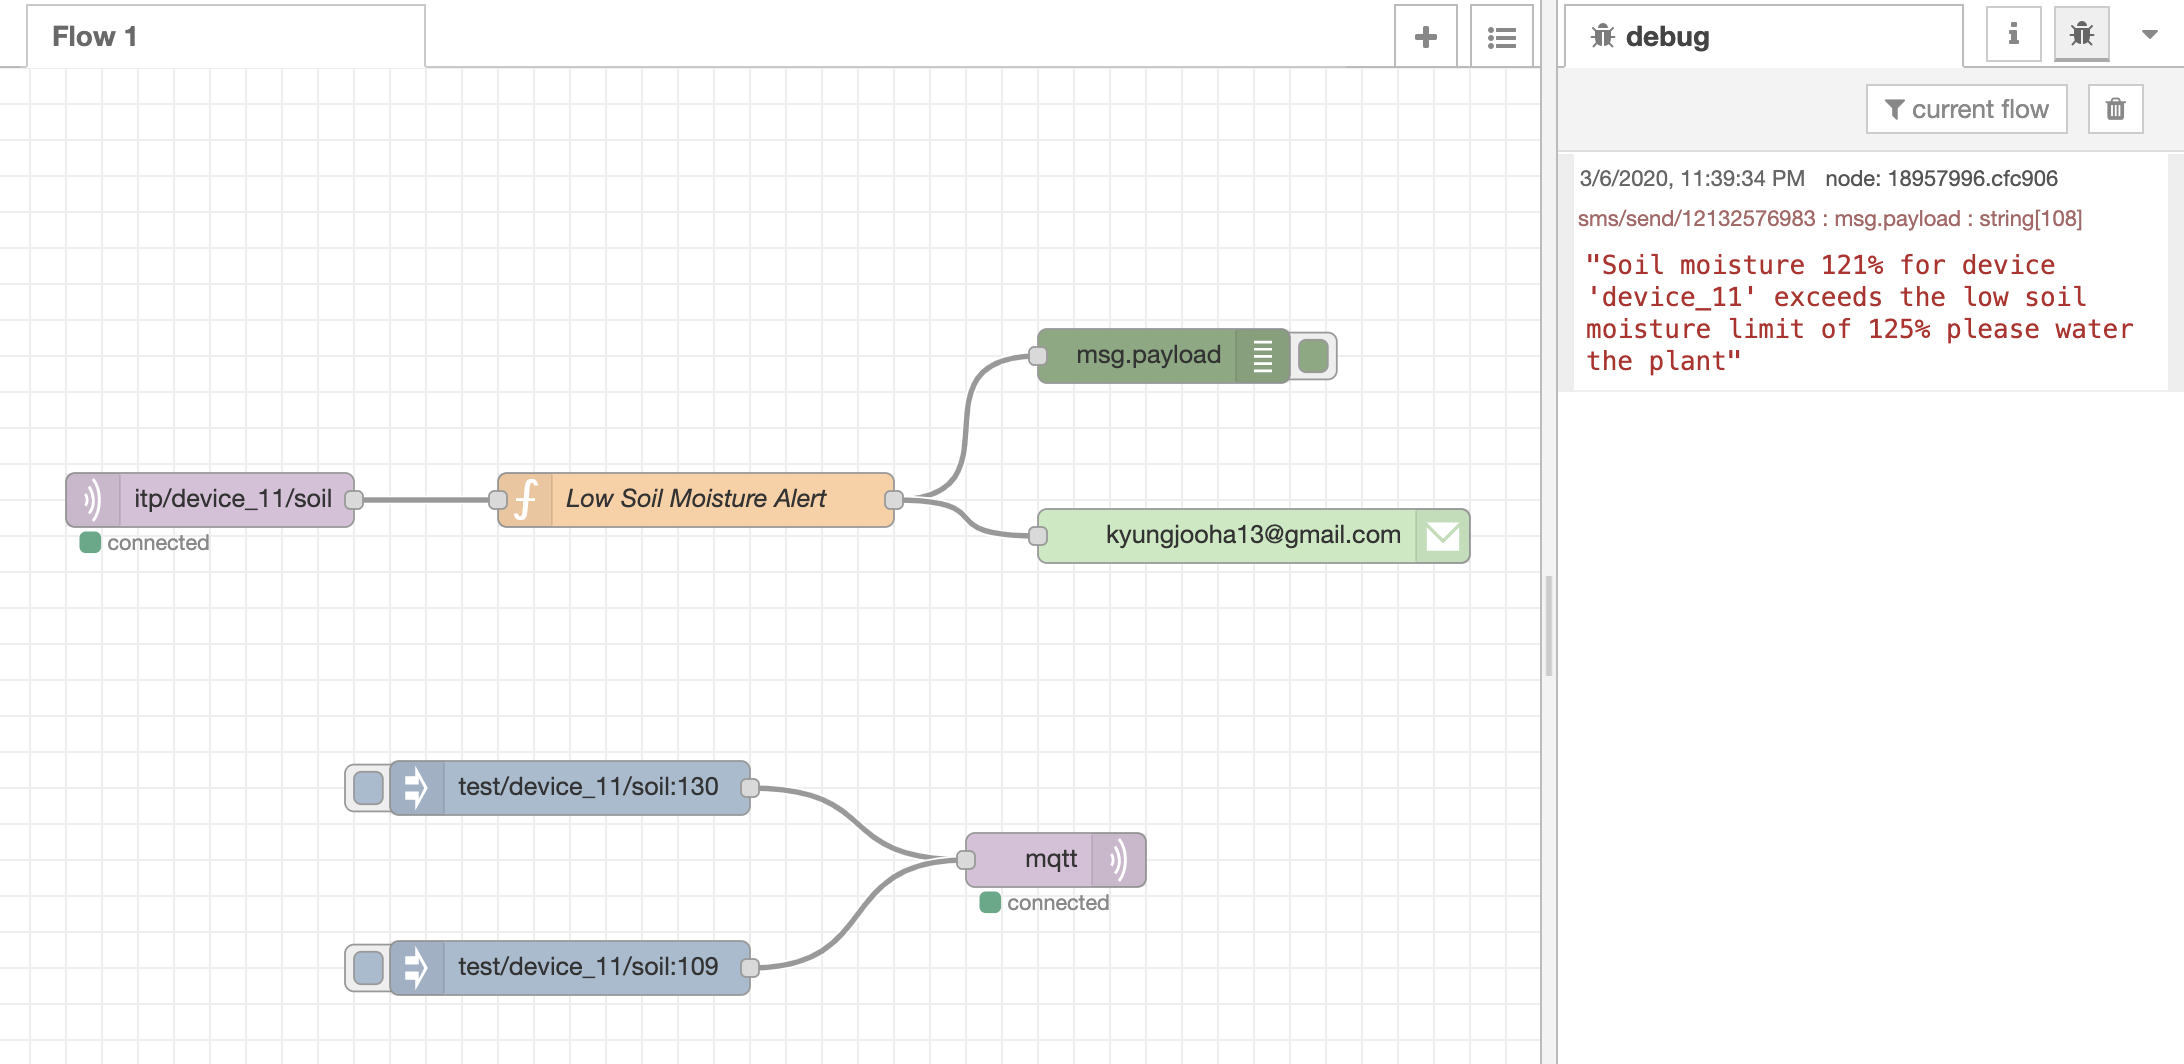 Flow 1
debug
current flow
3/6/2020, 11:39:34 PM node: 18957996.cfc906
sms/send/12132576983 : msg.payload : string[108]
"Soil moisture 121% for device
'device_11' exceeds the low soil
moisture limit of 125% please water
the plant"
msg.payload
itp/device_11/soil
Low Soil Moisture Alert
kyungjooha13@gmail.com
connected
test/device_11/soil:130
mqtt
connected
test/device_11/soil:109